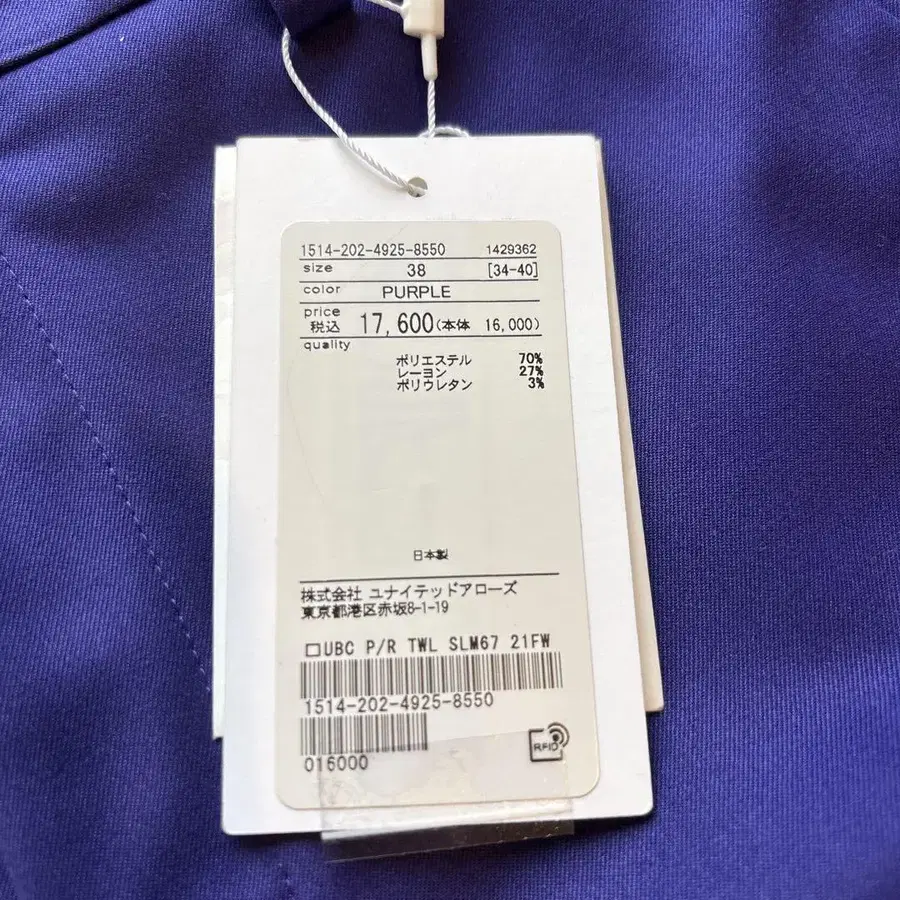 1514-202-4925-8550 1429362
size 38 [34-40]
color PURPLE
price
税込 17,600(本体 16,000)
quality
ポリエステル 70%
レーヨン 27%
ポリウレタン 3%
日本製
株式会社 ユナイテッドアローズ
東京都港区赤坂8-1-19
□UBC P/R TWL SLM67 21FW
1514-202-4925-8550
016000
RFID